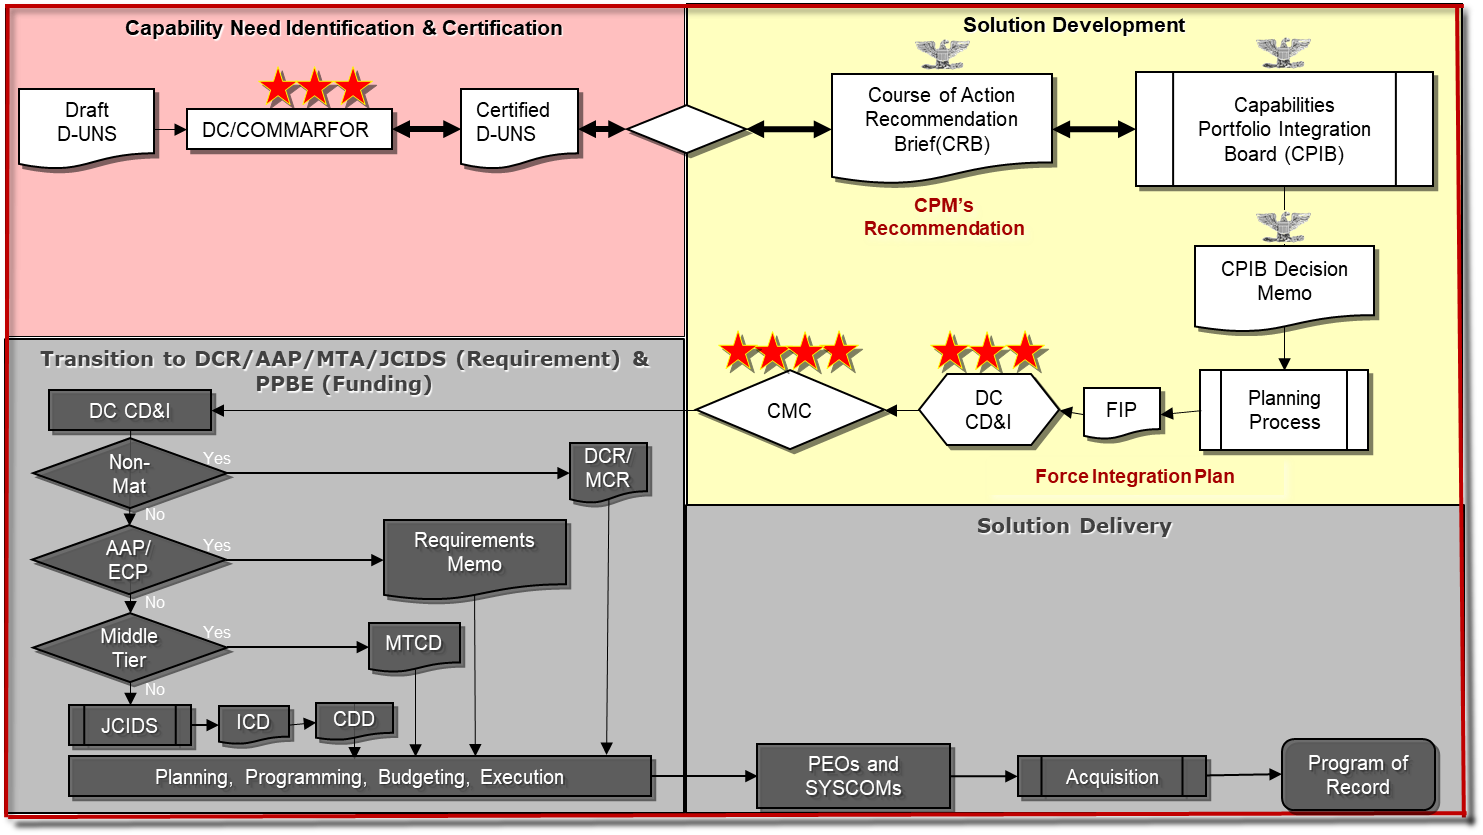 Capability Need Identification & Certification
Draft
D-UNS
DC/COMMARFOR
Certified
D-UNS
Solution Development
Course of Action
Recommendation
Brief(CRB)
CPM's
Recommendation
Capabilities
Portfolio Integration
Board (CPIB)
CPIB Decision
Memo
Planning
Process
FIP
DC
CD&I
CMC
Force Integration Plan
Transition to DCR/AAP/MTA/JCIDS (Requirement) &
PPBE (Funding)
DC CD&I
Non-
Mat
Yes
DCR/
MCR
No
AAP/
ECP
Yes
Requirements
Memo
No
Middle
Tier
Yes
MTCD
No
JCIDS
ICD
CDD
Planning, Programming, Budgeting, Execution
Solution Delivery
PEOs and
SYSCOMs
Acquisition
Program of
Record